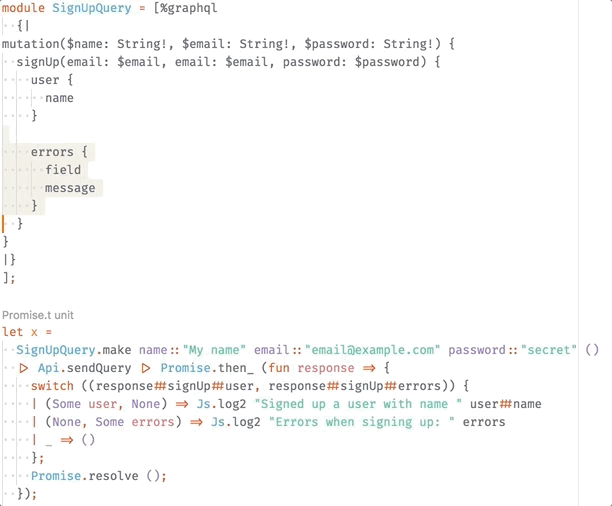 module SignUpQuery = [%graphql
  {|
mutation($name: String!, $email: String!, $password: String!) {
  signUp(email: $email, email: $email, password: $password) {
    user {
      name
    }

    errors {
      field
      message
    }
  }
}
|}
];

Promise.t unit
let x =
  SignUpQuery.make name::"My name" email::"email@example.com" password::"secret" ()
  |> Api.sendQuery |> Promise.then_ (fun response => {
    switch ((response##signUp##user, response##signUp##errors)) {
    | (Some user, None) => Js.log2 "Signed up a user with name " user##name
    | (None, Some errors) => Js.log2 "Errors when signing up: " errors
    | _ => ()
    };
    Promise.resolve ();
  });